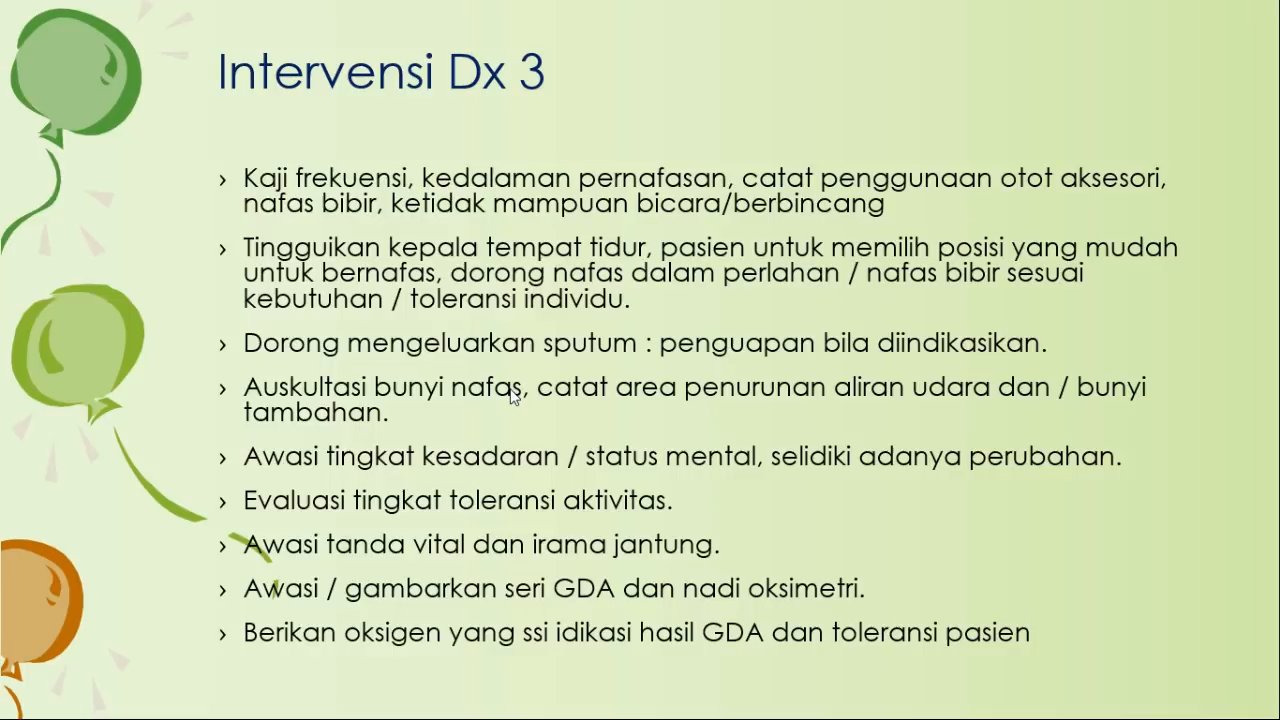 Intervensi Dx 3
› Kaji frekuensi, kedalaman pernafasan, catat penggunaan otot aksesori,
nafas bibir, ketidak mampuan bicara/berbincang
› Tingguikan kepala tempat tidur, pasien untuk memilih posisi yang mudah
untuk bernafas, dorong nafas dalam perlahan / nafas bibir sesuai
kebutuhan / toleransi individu.
› Dorong mengeluarkan sputum : penguapan bila diindikasikan.
› Auskultasi bunyi nafas, catat area penurunan aliran udara dan / bunyi
tambahan.
› Awasi tingkat kesadaran / status mental, selidiki adanya perubahan.
› Evaluasi tingkat toleransi aktivitas.
› Awasi tanda vital dan irama jantung.
› Awasi / gambarkan seri GDA dan nadi oksimetri.
› Berikan oksigen yang ssi idikasi hasil GDA dan toleransi pasien